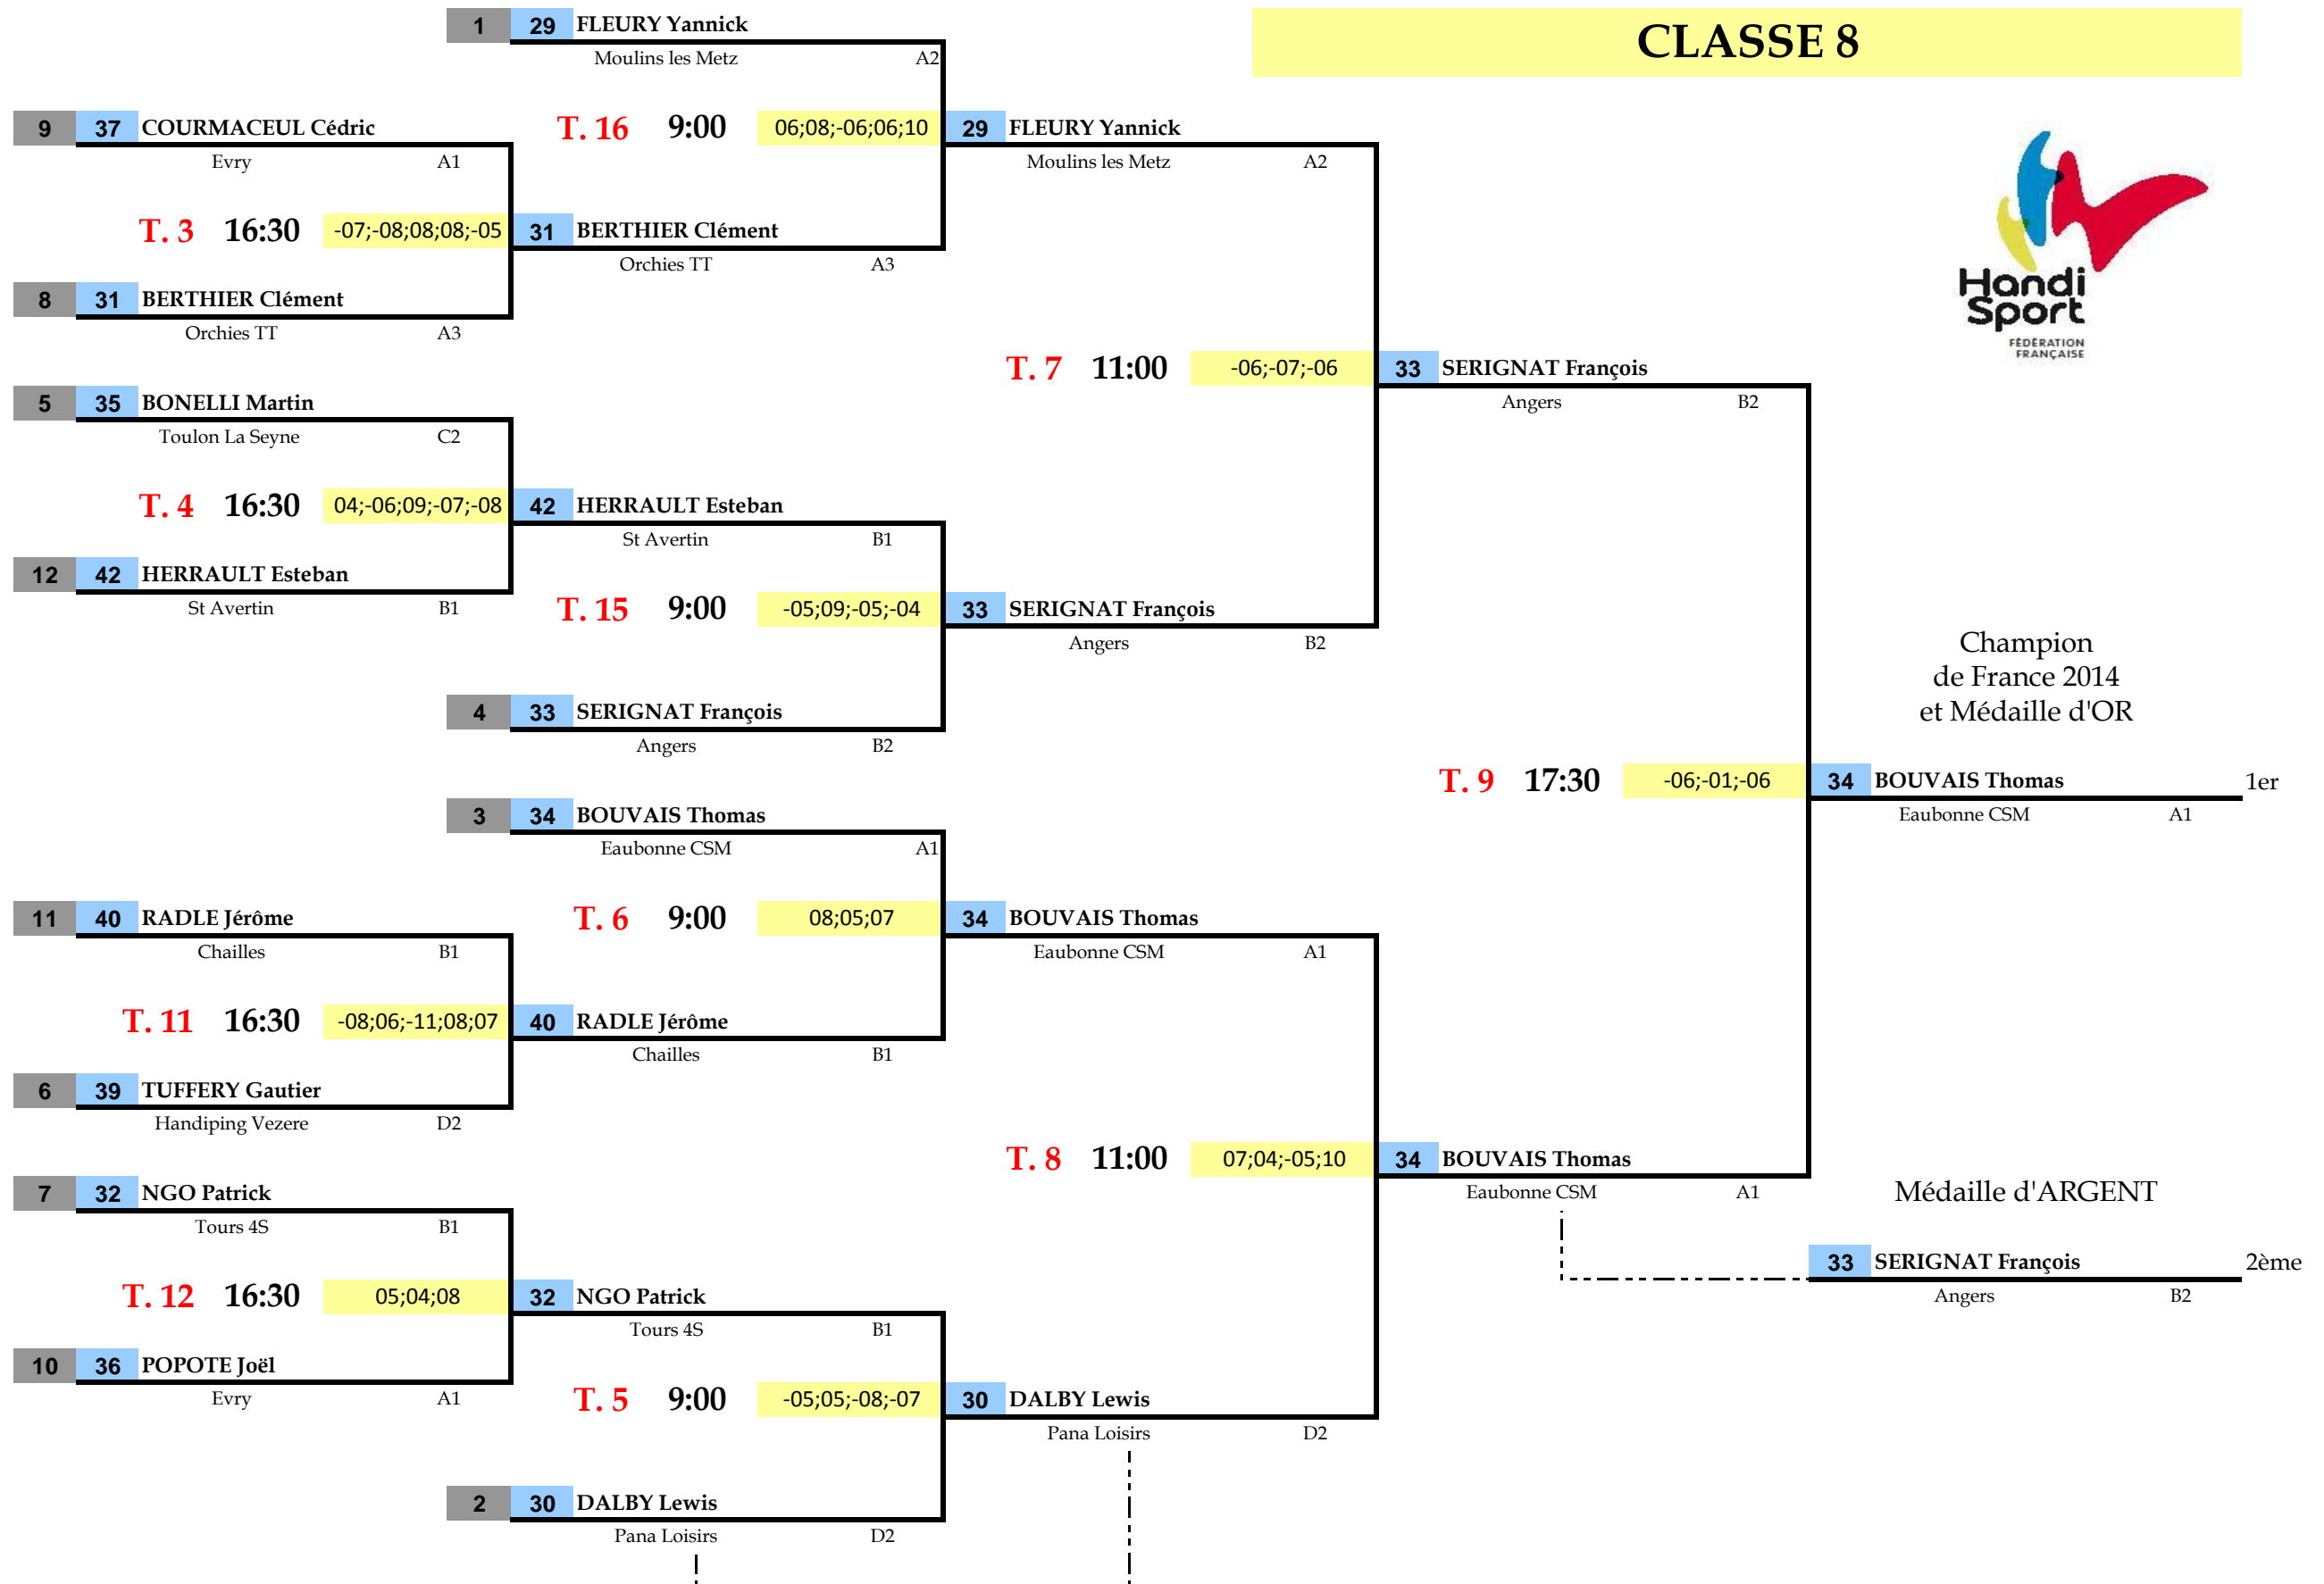 1 29 FLEURY Yannick
CLASSE 8
Moulins les Metz A2
9 37 COURMACEUL Cédric T. 16 9:00 06;08;-06;06;10 29 FLEURY Yannick
Evry A1 Moulins les Metz A2
T. 3 16:30 -07;-08;08;08;-05 31 BERTHIER Clément
Orchies TT A3
8 31 BERTHIER Clément
Orchies TT A3
Handi
Sport
FÉDÉRATION
FRANÇAISE
T. 7 11:00 -06;-07;-06 33 SERIGNAT François
5 35 BONELLI Martin Angers B2
Toulon La Seyne C2
T. 4 16:30 04;-06;09;-07;-08 42 HERRAULT Esteban
St Avertin B1
12 42 HERRAULT Esteban
St Avertin B1 T. 15 9:00 -05;09;-05;-04 33 SERIGNAT François
Angers B2
Champion
de France 2014
et Médaille d'OR
4 33 SERIGNAT François
Angers B2
T. 9 17:30 -06;-01;-06 34 BOUVAIS Thomas 1er
3 34 BOUVAIS Thomas Eaubonne CSM A1
Eaubonne CSM A1
11 40 RADLE Jérôme T. 6 9:00 08;05;07 34 BOUVAIS Thomas
Chailles B1 Eaubonne CSM A1
T. 11 16:30 -08;06;-11;08;07 40 RADLE Jérôme
Chailles B1
6 39 TUFFERY Gautier
Handiping Vezere D2
T. 8 11:00 07;04;-05;10 34 BOUVAIS Thomas
7 32 NGO Patrick Eaubonne CSM A1 Médaille d'ARGENT
Tours 4S B1
33 SERIGNAT François 2ème
T. 12 16:30 05;04;08 32 NGO Patrick Angers B2
Tours 4S B1
10 36 POPOTE Joël
Evry A1 T. 5 9:00 -05;05;-08;-07 30 DALBY Lewis
Pana Loisirs D2
2 30 DALBY Lewis
Pana Loisirs D2